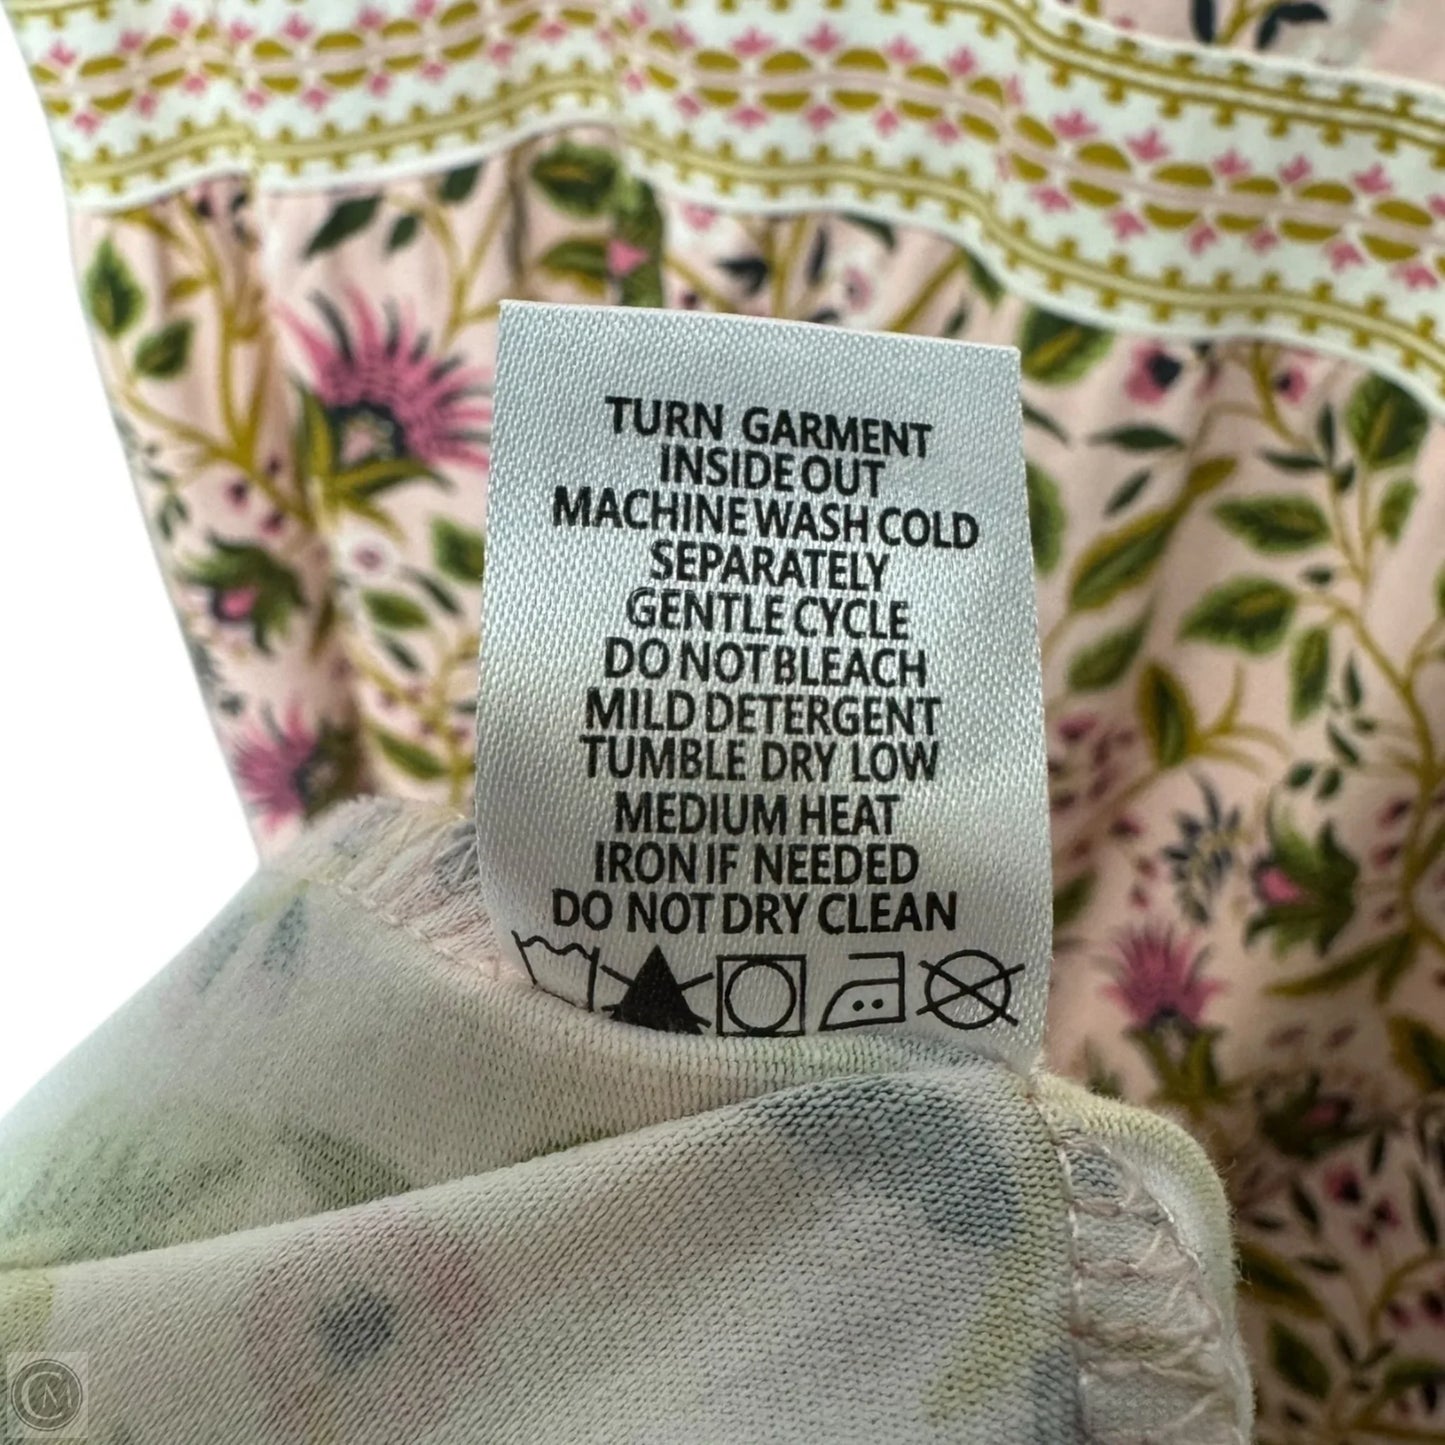 TURN GARMENT
INSIDE OUT
MACHINE WASH COLD
SEPARATELY
GENTLE CYCLE
DO NOT BLEACH
MILD DETERGENT
TUMBLE DRY LOW
MEDIUM HEAT
IRON IF NEEDED
DO NOT DRY CLEAN
CM